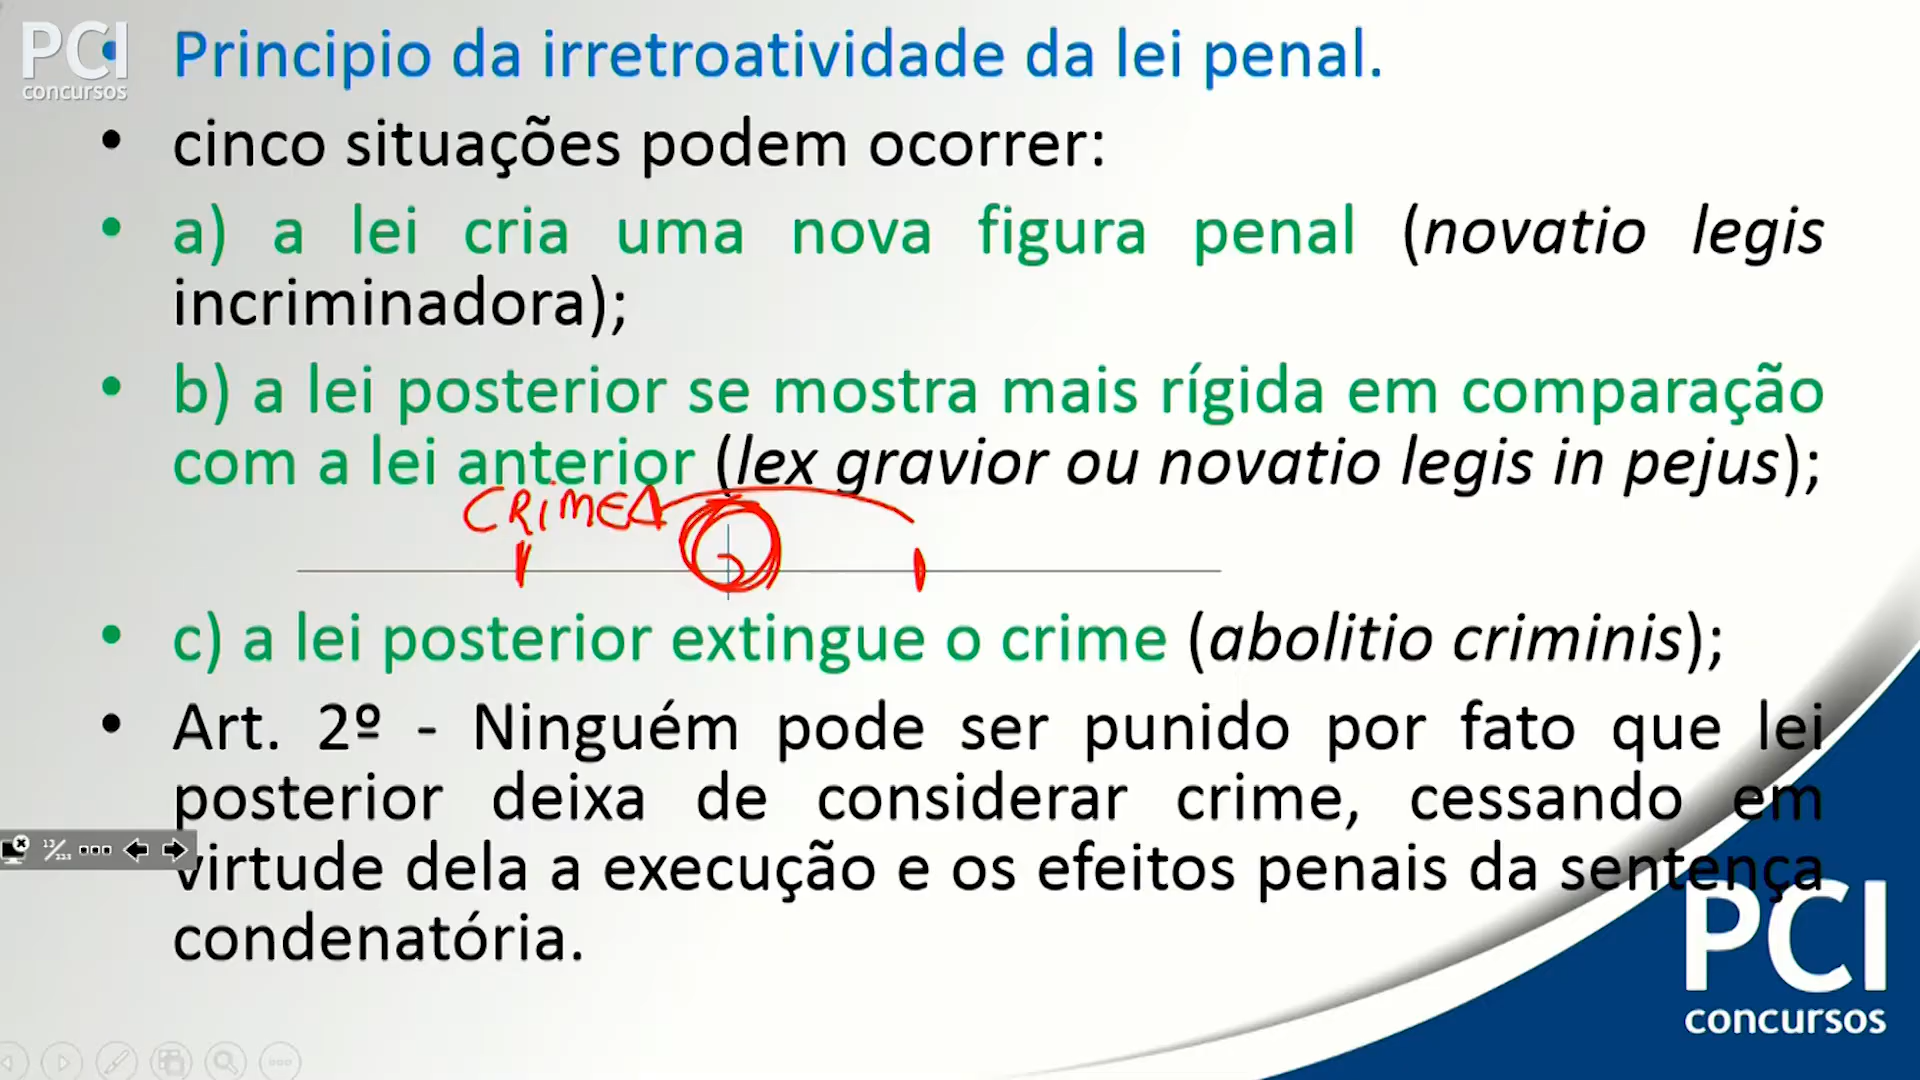 PCI
concursos
Principio da irretroatividade da lei penal.
• cinco situações podem ocorrer:
• a) a lei cria uma nova figura penal (novatio legis
incriminadora);
• b) a lei posterior se mostra mais rígida em comparação
com a lei anterior (lex gravior ou novatio legis in pejus);
CRIME
• c) a lei posterior extingue o crime (abolitio criminis);
• Art. 2º - Ninguém pode ser punido por fato que lei
posterior deixa de considerar crime, cessando em
virtude dela a execução e os efeitos penais da sentença
condenatória.
PCI
concursos